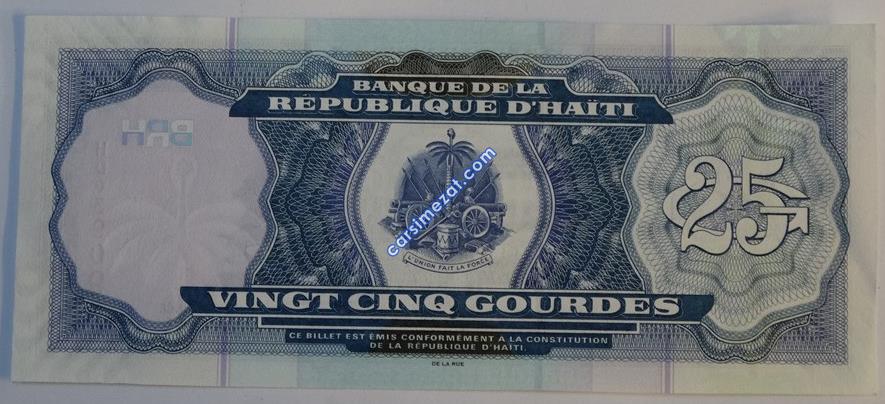 BANQUE DE LA
RÉPUBLIQUE D'HAÏTI
BRH
25
carsimezat.com
L'UNION FAIT LA FORCE
VINGT CINQ GOURDES
CE BILLET EST ÉMIS CONFORMÉMENT A LA CONSTITUTION
DE LA RÉPUBLIQUE D'HAÏTI.
DE LA RUE